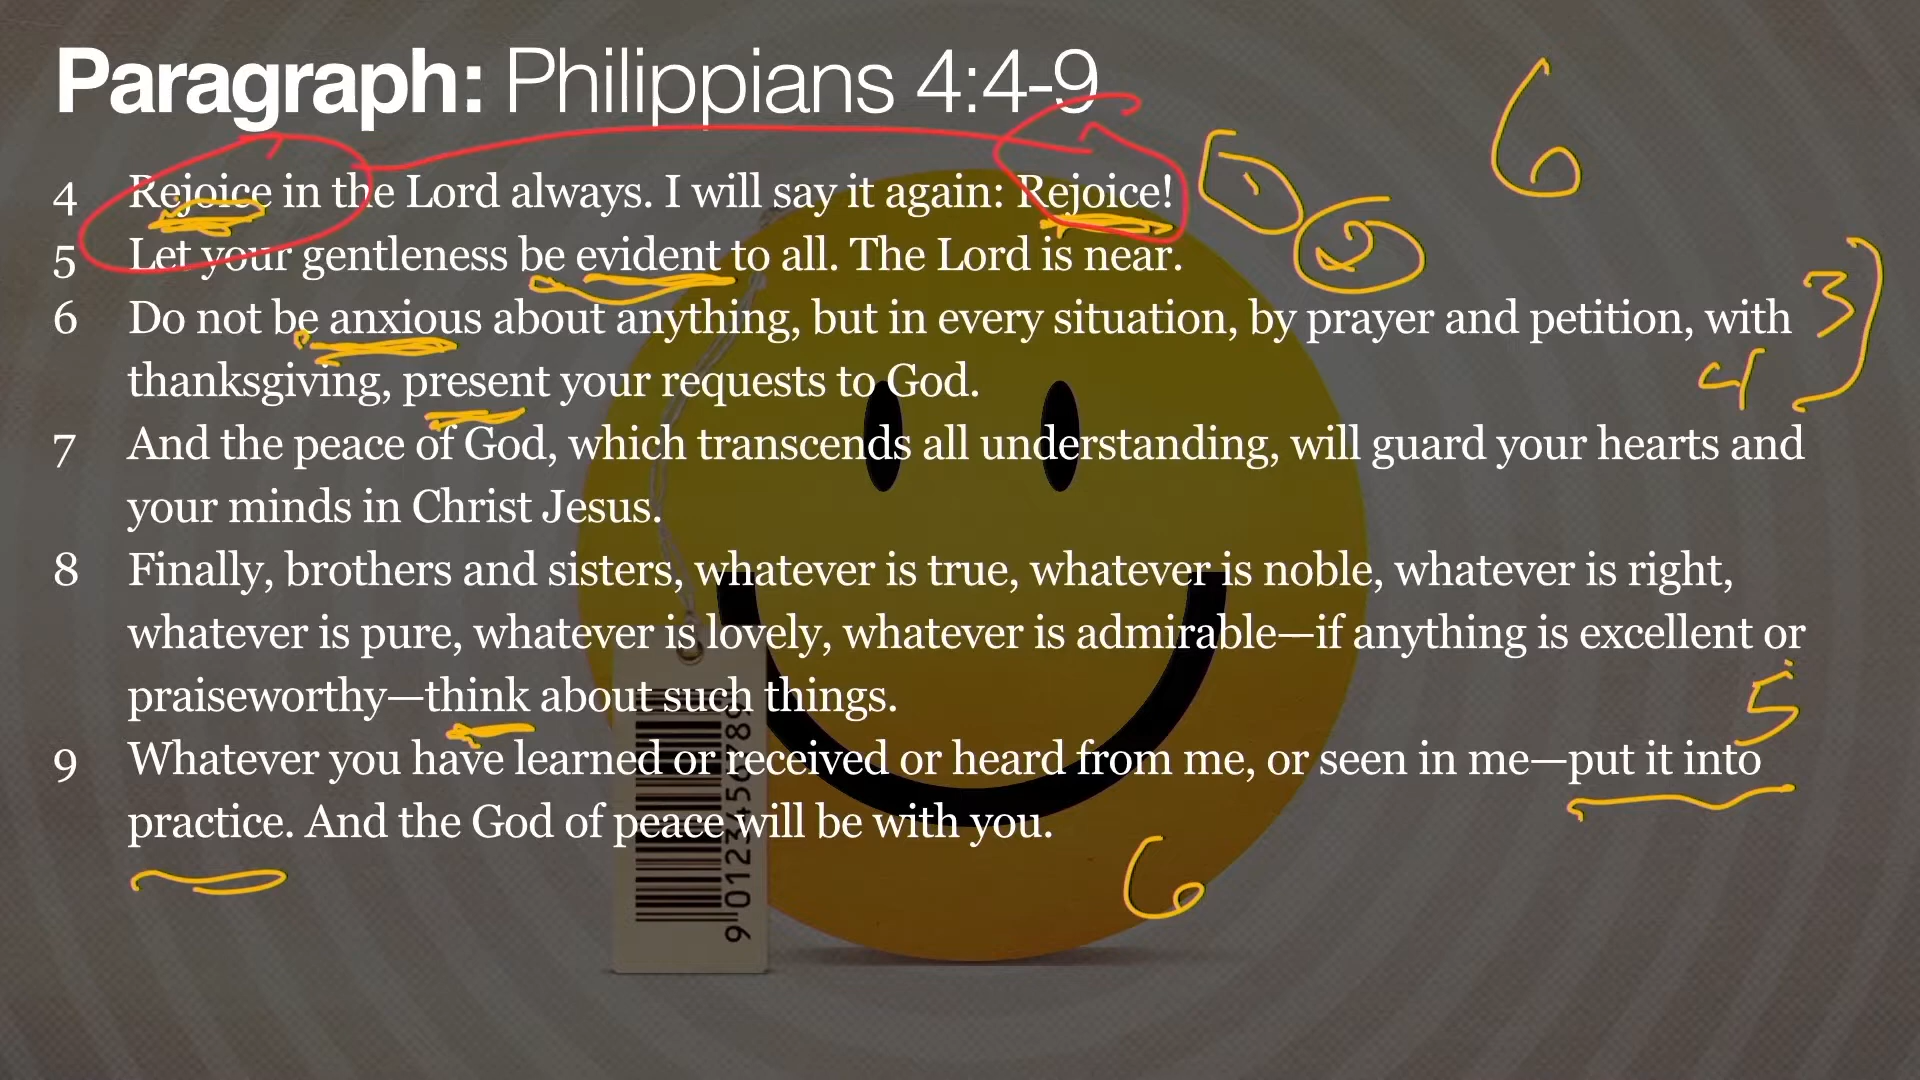 Paragraph: Philippians 4:4-9
6
4 Rejoice in the Lord always. I will say it again: Rejoice! 1
5 Let your gentleness be evident to all. The Lord is near. 2
6 Do not be anxious about anything, but in every situation, by prayer and petition, with 3
thanksgiving, present your requests to God. 4
7 And the peace of God, which transcends all understanding, will guard your hearts and
your minds in Christ Jesus.
8 Finally, brothers and sisters, whatever is true, whatever is noble, whatever is right,
whatever is pure, whatever is lovely, whatever is admirable—if anything is excellent or
praiseworthy—think about such things. 5
9 Whatever you have learned or received or heard from me, or seen in me—put it into
practice. And the God of peace will be with you. 6
9 012345 6789